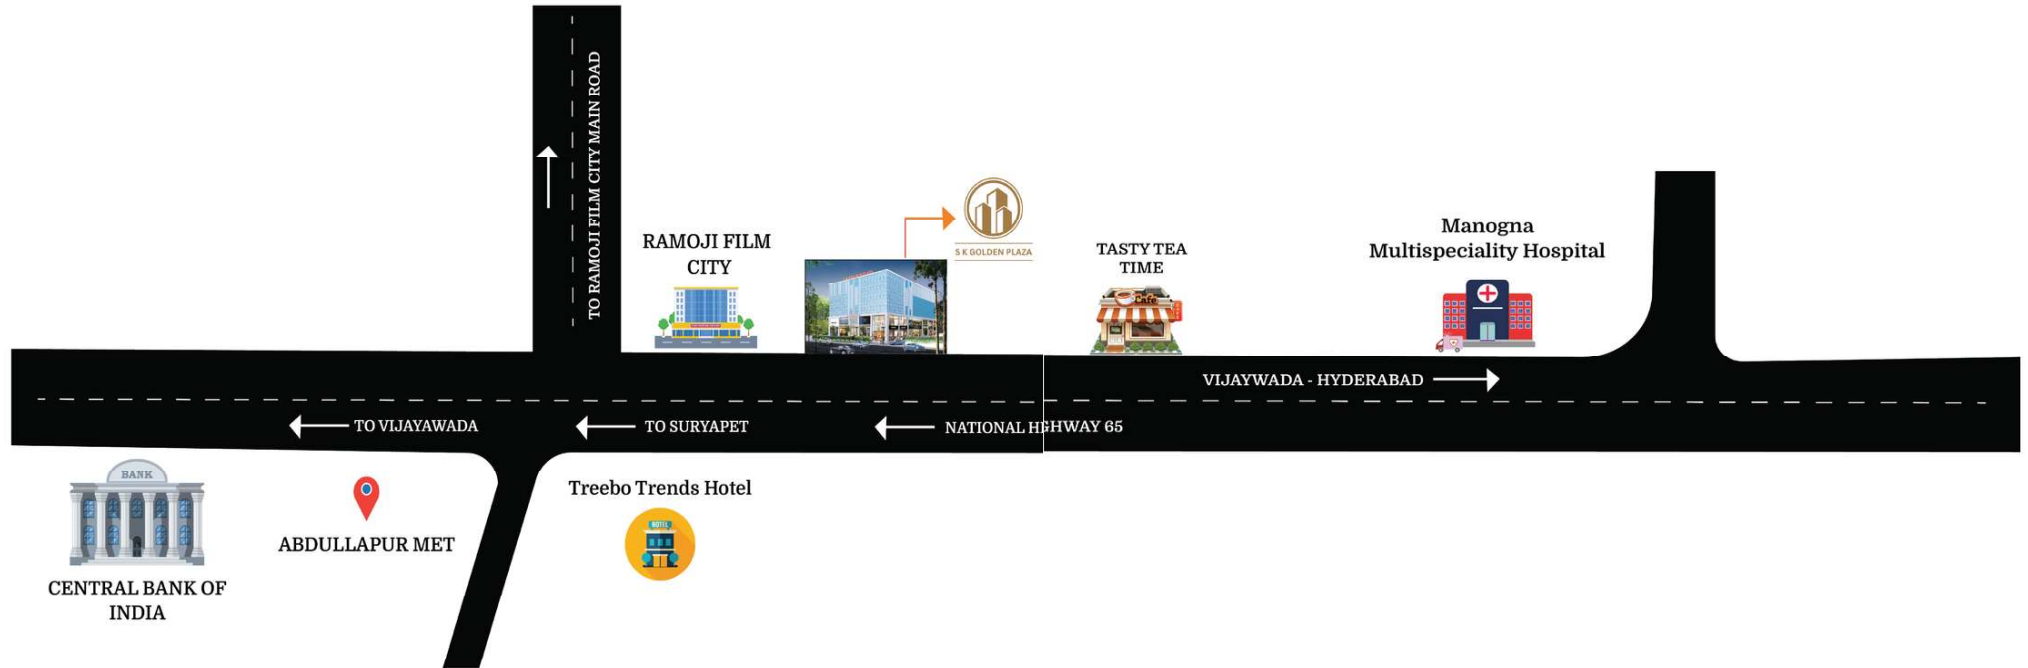 TO RAMOJI FILM CITY MAIN ROAD
RAMOJI FILM
CITY
S K GOLDEN PLAZA
TASTY TEA
TIME
Cafe
Manogna
Multispeciality Hospital
VIJAYWADA - HYDERABAD
TO VIJAYAWADA
TO SURYAPET
NATIONAL HIGHWAY 65
BANK
CENTRAL BANK OF
INDIA
ABDULLAPUR MET
Treebo Trends Hotel
HOTEL